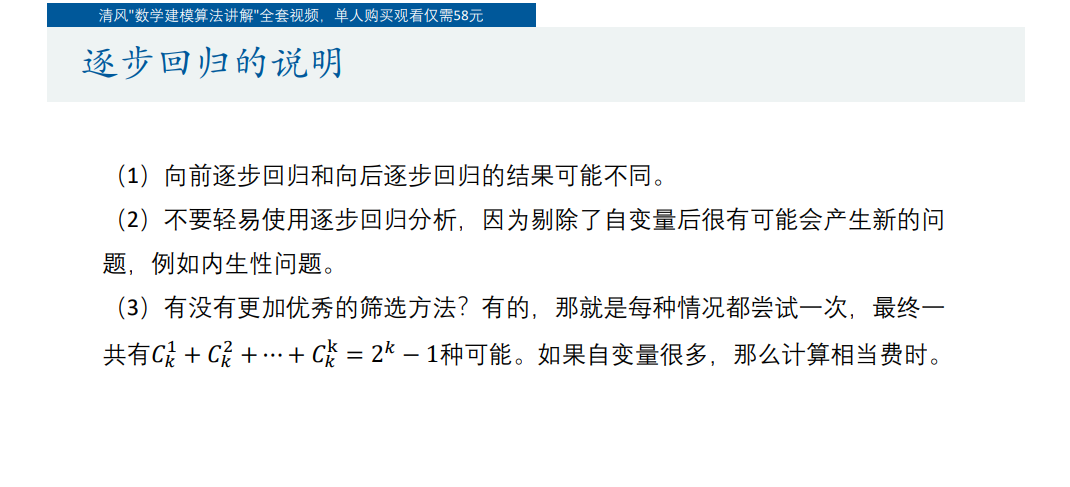 清风"数学建模算法讲解"全套视频，单人购买观看仅需58元
逐步回归的说明
（1）向前逐步回归和向后逐步回归的结果可能不同。
（2）不要轻易使用逐步回归分析，因为剔除了自变量后很有可能会产生新的问
题，例如内生性问题。
（3）有没有更加优秀的筛选方法？有的，那就是每种情况都尝试一次，最终一
共有$C_k^1 + C_k^2 + \cdots + C_k^k = 2^k - 1$种可能。如果自变量很多，那么计算相当费时。